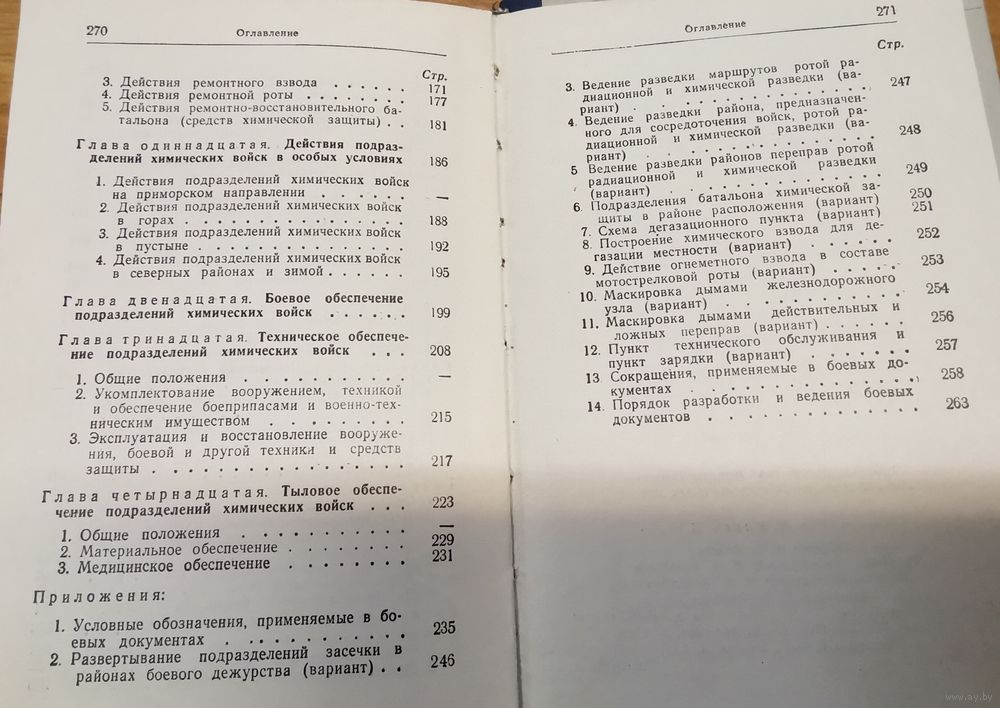 270
Оглавление
Стр.
3. Действия ремонтного взвода . . . . . . 171
4. Действия ремонтной роты . . . . . . . 177
5. Действия ремонтно-восстановительного ба-
тальона (средств химической защиты) . . 181
Глава одиннадцатая. Действия подраз-
делений химических войск в особых условиях 186
1. Действия подразделений химических войск
на приморском направлении . . . . . . —
2. Действия подразделений химических войск
в горах . . . . . . . . . . . . . . 188
3. Действия подразделений химических войск
в пустыне . . . . . . . . . . . . . 192
4. Действия подразделений химических войск
в северных районах и зимой . . . . . . 195
Глава двенадцатая. Боевое обеспечение
подразделений химических войск . . . . . . 199
Глава тринадцатая. Техническое обеспече-
ние подразделений химических войск . . . 208
1. Общие положения . . . . . . . . . . —
2. Укомплектование вооружением, техникой
и обеспечение боеприпасами и военно-тех-
ническим имуществом . . . . . . . . . 215
3. Эксплуатация и восстановление вооруже-
ния, боевой и другой техники и средств
защиты . . . . . . . . . . . . . . . . 217
Глава четырнадцатая. Тыловое обеспе-
чение подразделений химических войск . . . 223
1. Общие положения . . . . . . . . . . —
2. Материальное обеспечение . . . . . . . 229
3. Медицинское обеспечение . . . . . . . 231
Приложения:
1. Условные обозначения, применяемые в бо-
евых документах . . . . . . . . . . 235
2. Развертывание подразделений засечки в
районах боевого дежурства (вариант) . . 246
271
Оглавление
Стр.
3. Ведение разведки маршрутов ротой ра-
диационной и химической разведки (ва-
риант) . . . . . . . . . . . . . 247
4. Ведение разведки района, предназначен-
ного для сосредоточения войск, ротой ра-
диационной и химической разведки (ва-
риант) . . . . . . . . . . . . . 248
5 Ведение разведки районов переправ ротой
радиационной и химической разведки
(вариант) . . . . . . . . . . . . 249
6. Подразделения батальона химической за-
щиты в районе расположения (вариант) 250
7. Схема дегазационного пункта (вариант) 251
8. Построение химического взвода для де-
газации местности (вариант) . . . . . . 252
9. Действие огнеметного взвода в составе
мотострелковой роты (вариант) . . . . . 253
10. Маскировка дымами железнодорожного
узла (вариант) . . . . . . . . . . 254
11. Маскировка дымами действительных и
ложных переправ (вариант) . . . . . . 256
12. Пункт технического обслуживания и
пункт зарядки (вариант) . . . . . . . 257
13. Сокращения, применяемые в боевых до-
кументах . . . . . . . . . . . . 258
14. Порядок разработки и ведения боевых
документов . . . . . . . . . . . 263
www.ay.by